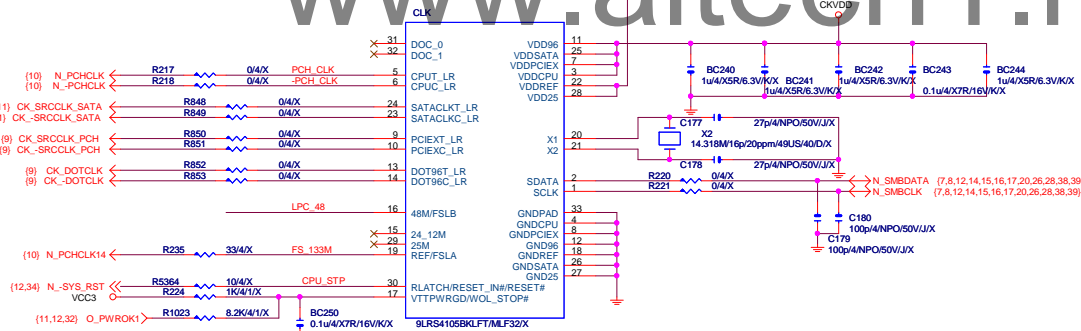 www.aitech1.
CKVDD
CLK
31 DOC_0
32 DOC_1
{10} N_PCHCLK R217 0/4/X PCH_CLK 5 CPUT_LR
{10} N_-PCHCLK R218 0/4/X -PCH_CLK 6 CPUC_LR
1} CK_SRCCLK_SATA R848 0/4/X 24 SATACLKT_LR
} CK_-SRCCLK_SATA R849 0/4/X 23 SATACLKC_LR
{9} CK_SRCCLK_PCH R850 0/4/X 9 PCIEXT_LR
{9} CK_-SRCCLK_PCH R851 0/4/X 10 PCIEXC_LR
{9} CK_DOTCLK R852 0/4/X 13 DOT96T_LR
{9} CK_-DOTCLK R853 0/4/X 14 DOT96C_LR
LPC_48 16 48M/FSLB
15 24_12M
29 25M
{10} N_PCHCLK14 R235 33/4/X FS_133M 19 REF/FSLA
{12,34} N_-SYS_RST R5364 10/4/X CPU_STP 30 RLATCH/RESET_IN#/RESET#
VCC3 R224 1K/4/1/X 17 VTTPWRGD/WOL_STOP#
{11,12,32} O_PWROK1 R1023 8.2K/4/1/X
BC250
0.1u/4/X7R/16V/K/X
9LRS4105BKLFT/MLF32/X
VDD96 11
VDDSATA 25
VDDPCIEX 7
VDDCPU 3
VDDREF 22
VDD25 28
X1 20
X2 21
SDATA 2
SCLK 1
GNDPAD 33
GNDCPU 4
GNDPCIEX 8
GND96 12
GNDREF 18
GNDSATA 26
GND25 27
BC240
1u/4/X5R/6.3V/K/X
BC241
1u/4/X5R/6.3V/K/X
BC242
1u/4/X5R/6.3V/K/X
BC243
0.1u/4/X7R/16V/K/X
BC244
1u/4/X5R/6.3V/K/X
C177 27p/4/NPO/50V/J/X
X2
14.318M/16p/20ppm/49US/40/D/X
C178 27p/4/NPO/50V/J/X
R220 0/4/X N_SMBDATA {7,8,12,14,15,16,17,20,26,28,38,39}
R221 0/4/X N_SMBCLK {7,8,12,14,15,16,17,20,26,28,38,39}
C180
100p/4/NPO/50V/J/X
C179
100p/4/NPO/50V/J/X